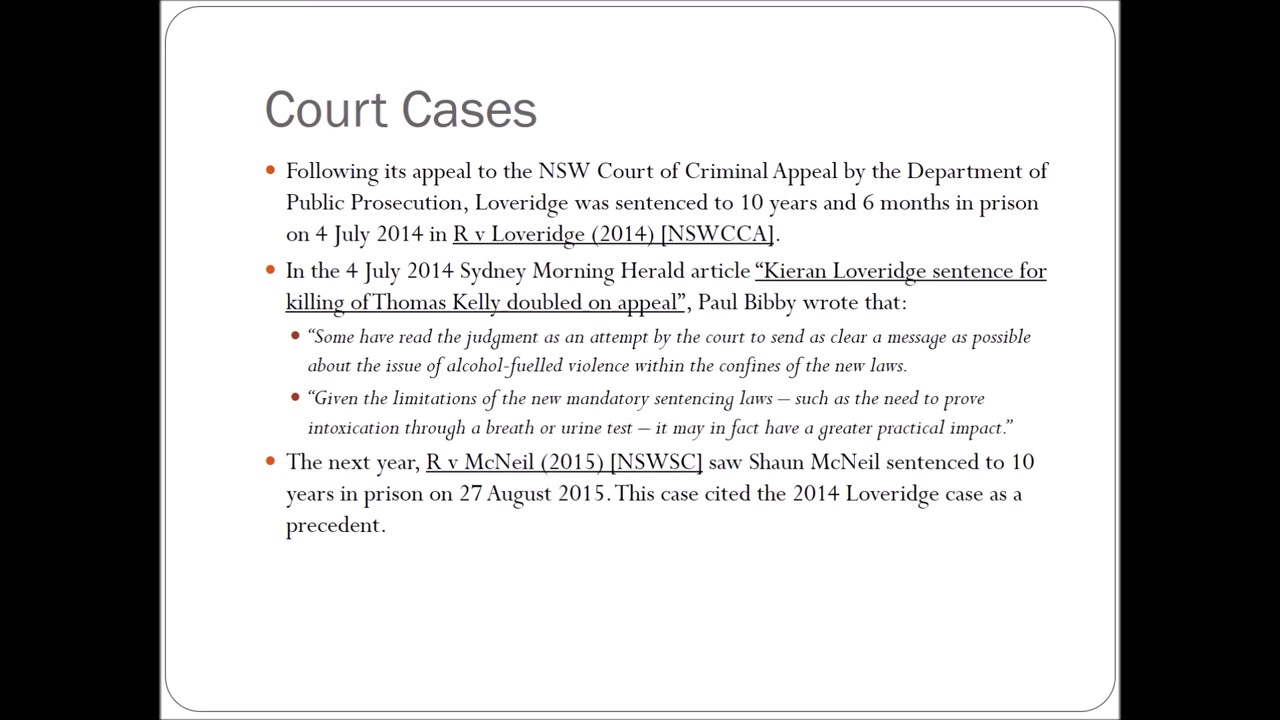 Court Cases
Following its appeal to the NSW Court of Criminal Appeal by the Department of
Public Prosecution, Loveridge was sentenced to 10 years and 6 months in prison
on 4 July 2014 in R v Loveridge (2014) [NSWCCA].
In the 4 July 2014 Sydney Morning Herald article “Kieran Loveridge sentence for
killing of Thomas Kelly doubled on appeal”, Paul Bibby wrote that:
“Some have read the judgment as an attempt by the court to send as clear a message as possible
about the issue of alcohol-fuelled violence within the confines of the new laws.
“Given the limitations of the new mandatory sentencing laws – such as the need to prove
intoxication through a breath or urine test – it may in fact have a greater practical impact.”
The next year, R v McNeil (2015) [NSWSC] saw Shaun McNeil sentenced to 10
years in prison on 27 August 2015. This case cited the 2014 Loveridge case as a
precedent.